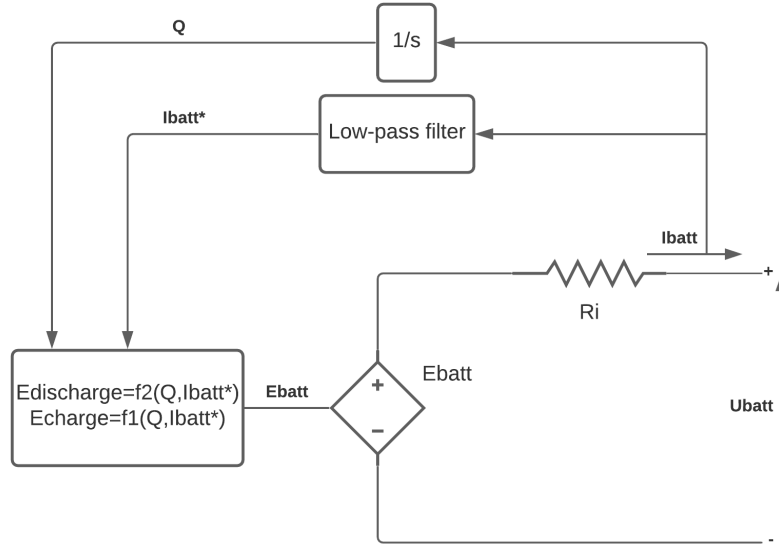 Q
1/s
Ibatt*
Low-pass filter
Ibatt
+
Ri
Edischarge=f2(Q,Ibatt*)
Echarge=f1(Q,Ibatt*)
Ebatt
+
−
Ebatt
Ubatt
-